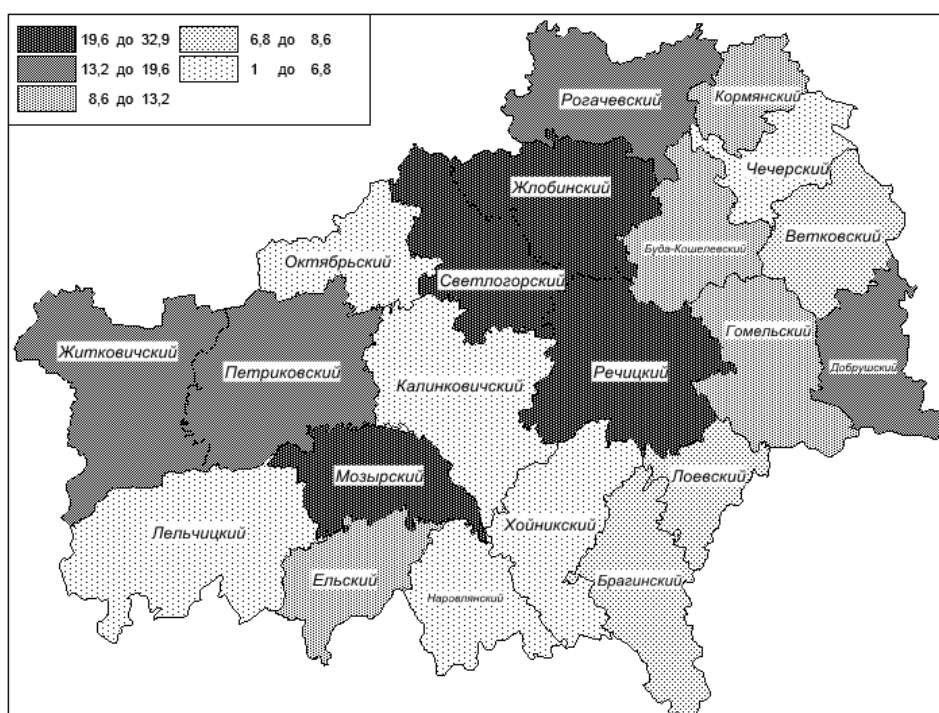 19,6 до 32,9
6,8 до 8,6
13,2 до 19,6
1 до 6,8
8,6 до 13,2
Рогачевский
Кормянский
Чечерский
Жлобинский
Ветковский
Буда-Кошелевский
Октябрьский
Светлогорский
Гомельский
Житковичский
Петриковский
Речицкий
Добрушский
Калинковичский
Мозырский
Лоевский
Хойникский
Лельчицкий
Ельский
Брагинский
Наровлянский